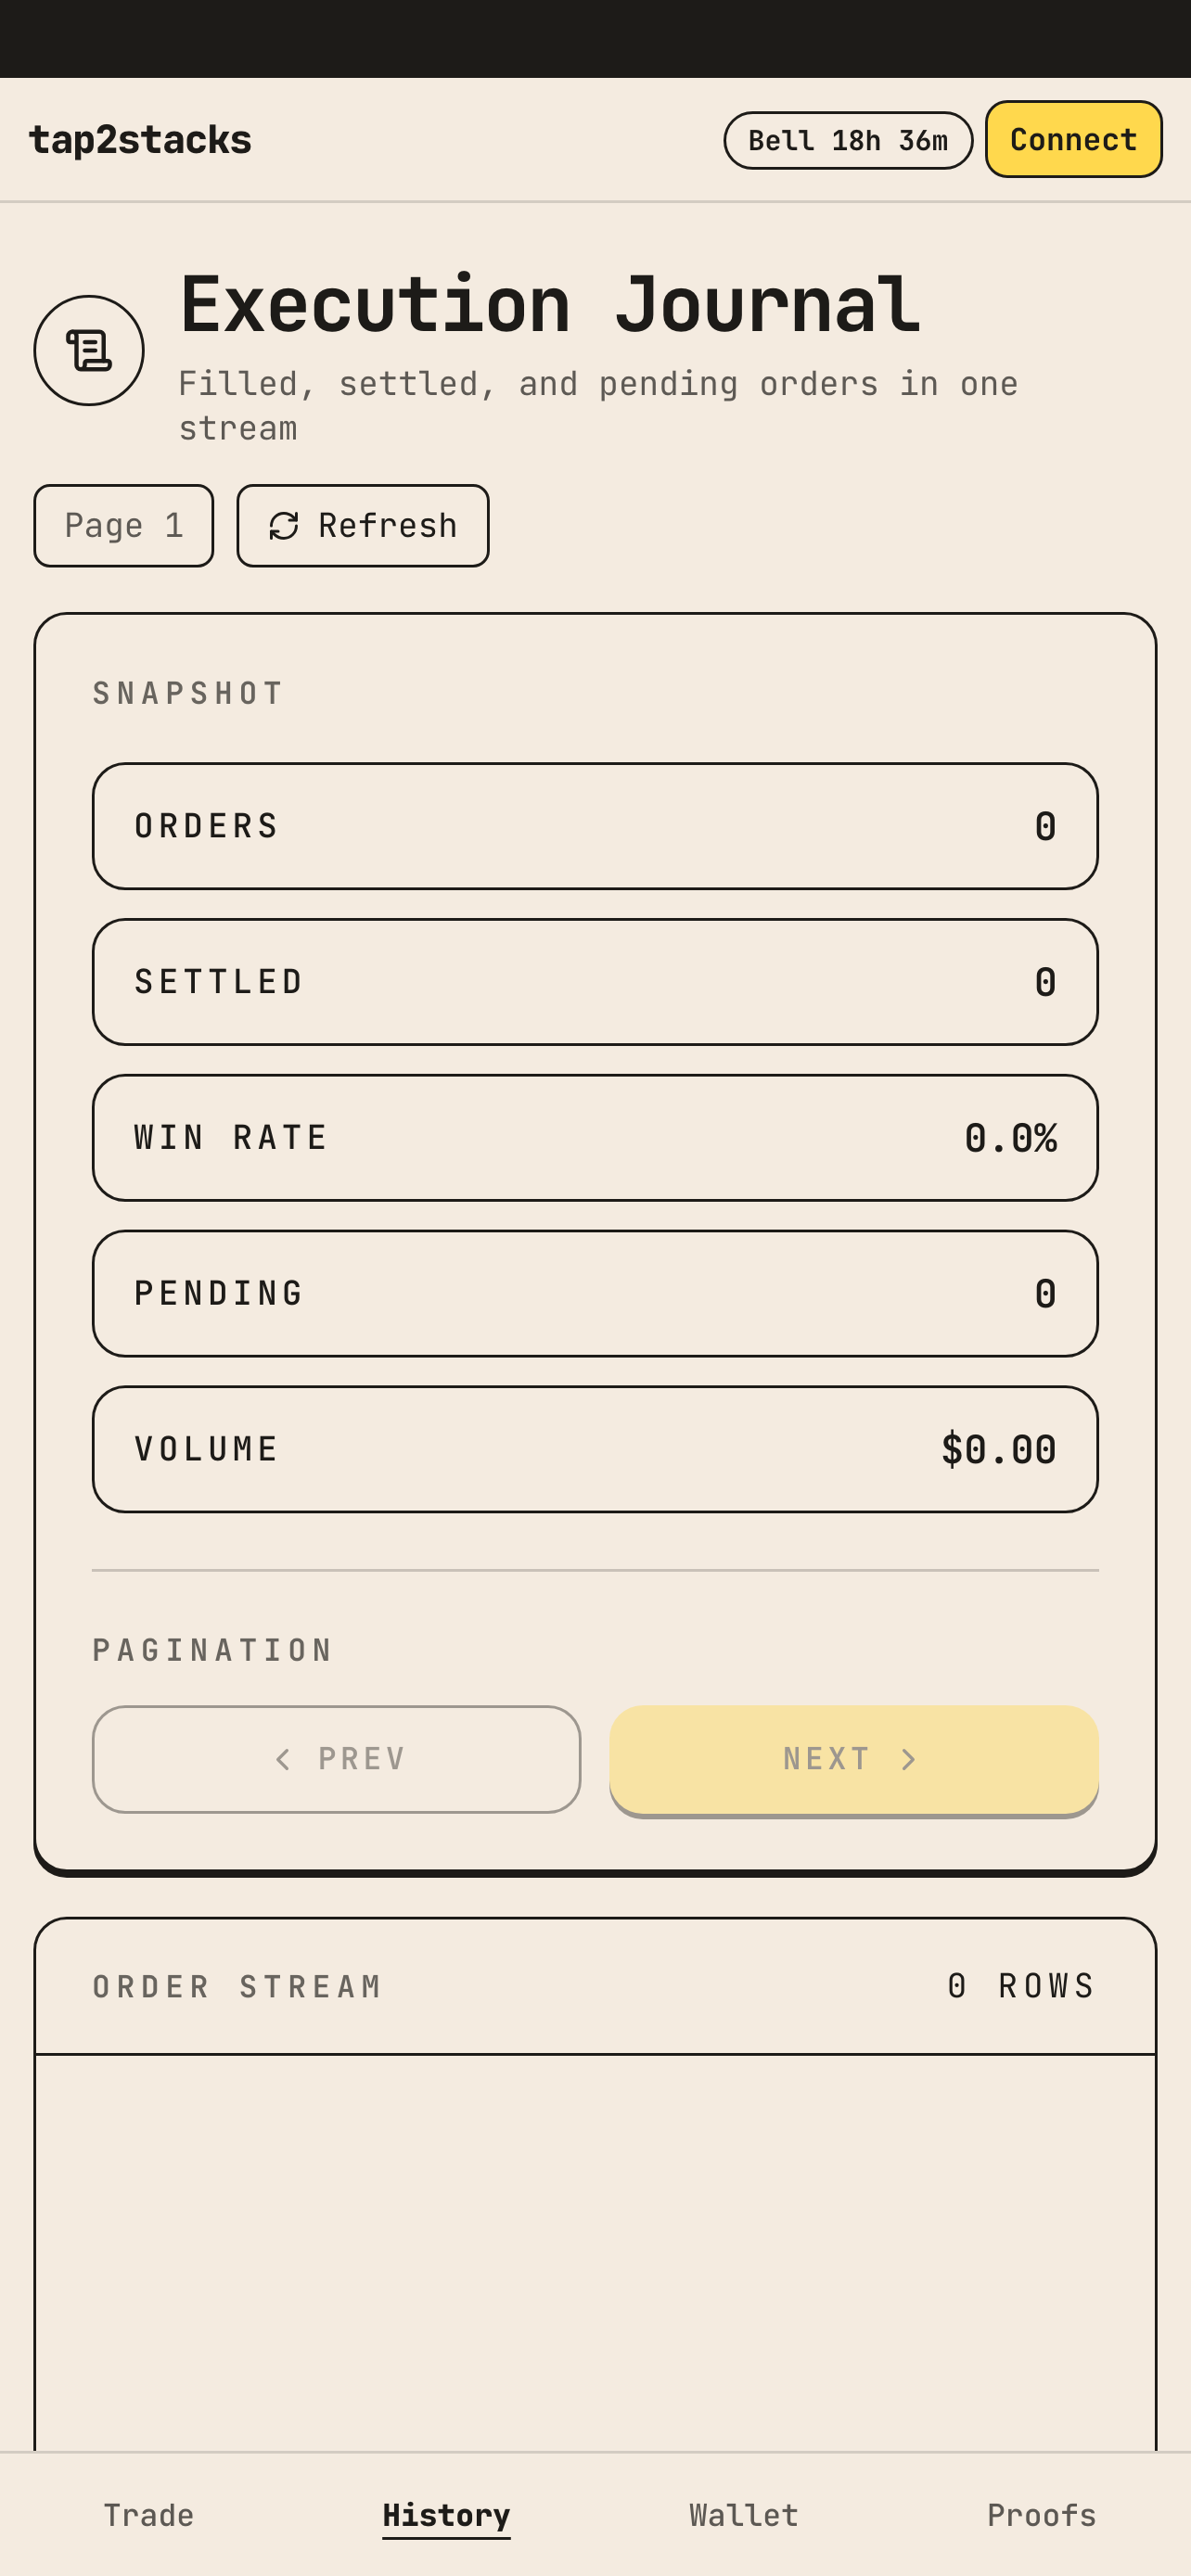 tap2stacks
Bell 18h 36m
Connect
Execution Journal
Filled, settled, and pending orders in one
stream
Page 1
Refresh
SNAPSHOT
ORDERS 0
SETTLED 0
WIN RATE 0.0%
PENDING 0
VOLUME $0.00
PAGINATION
PREV
NEXT
ORDER STREAM 0 ROWS
Trade History Wallet Proofs